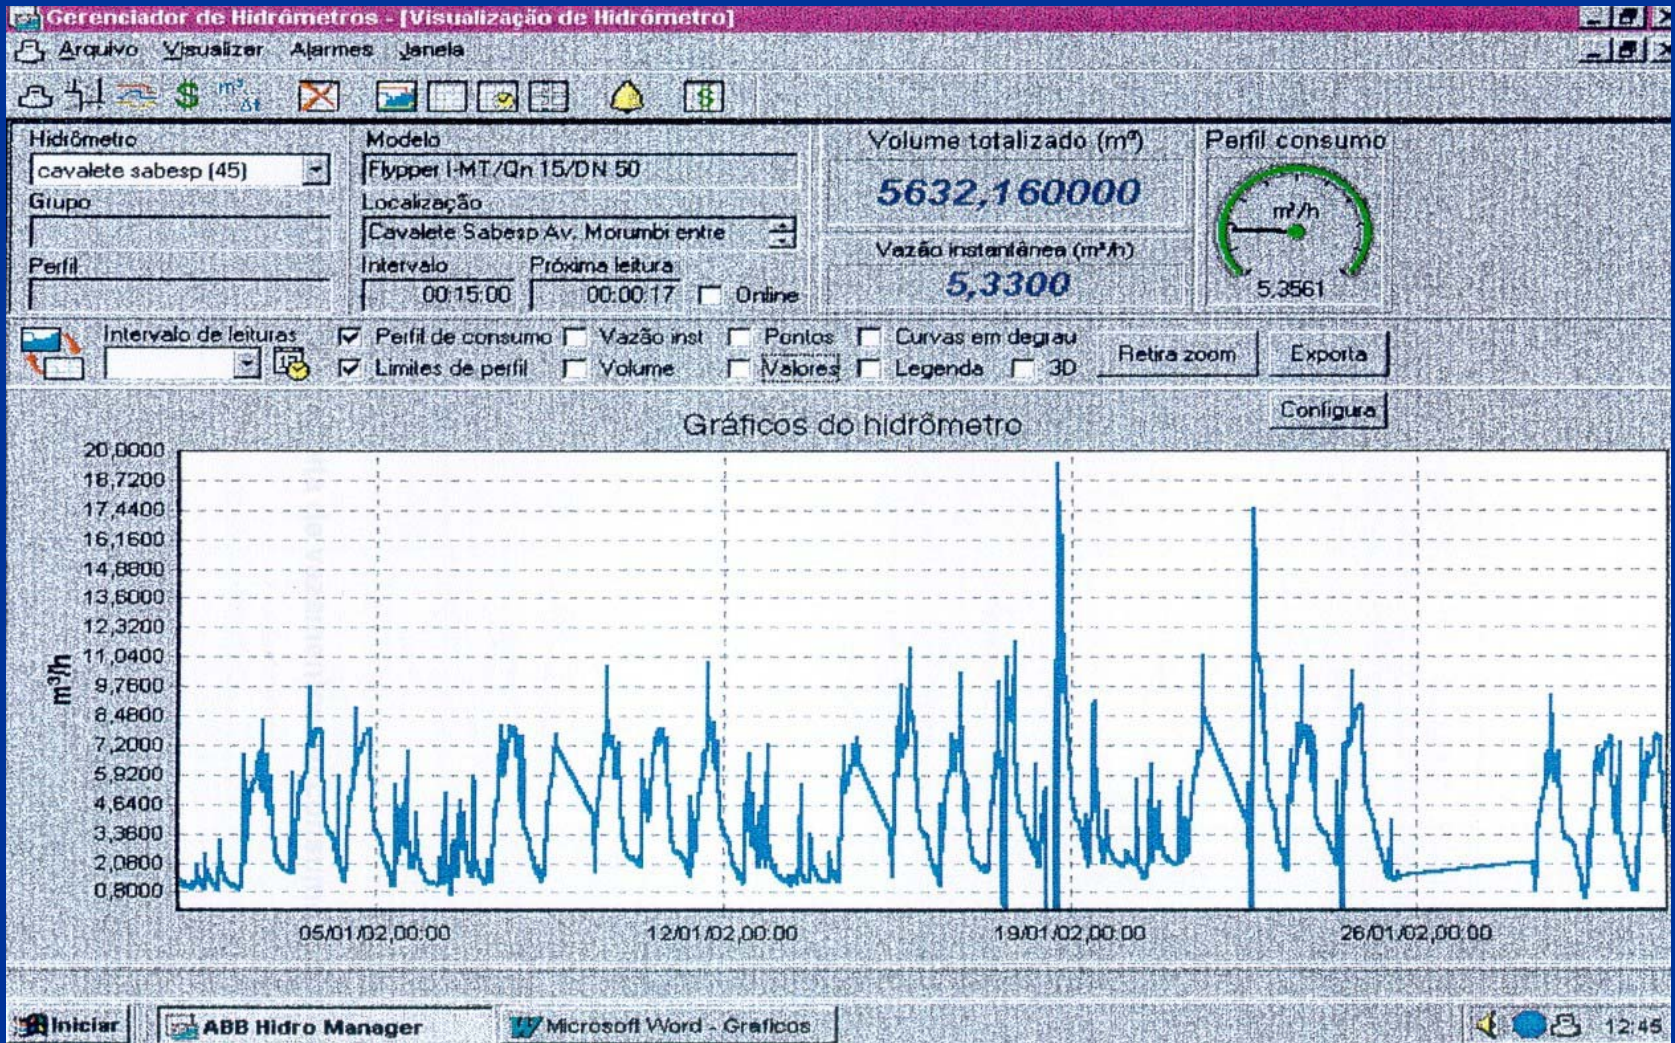 Gerenciador de Hidrômetros - [Visualização de Hidrômetro]
Arquivo Visualizar Alarmes Janela
Hidrômetro
cavalete sabesp (45)
Grupo
Perfil
Modelo
Flypper I-MT/Qn 15/DN 50
Localização
Cavalete Sabesp Av. Morumbi entre
Intervalo Próxima leitura
00:15:00 00:00:17 Online
Volume totalizado (m³)
5632,160000
Vazão instantânea (m³/h)
5,3300
Perfil consumo
m³/h
5,3561
Intervalo de leituras
Perfil de consumo Vazão inst Pontos Curvas em degrau
Limites de perfil Volume Valores Legenda 3D
Retira zoom Exporta
Configura
Gráficos do hidrômetro
m³/h
20,0000
18,7200
17,4400
16,1600
14,8800
13,6000
12,3200
11,0400
9,7600
8,4800
7,2000
5,9200
4,6400
3,3600
2,0800
0,8000
05/01/02,00:00 12/01/02,00:00 19/01/02,00:00 26/01/02,00:00
Iniciar ABB Hidro Manager Microsoft Word - Graficos 12:45